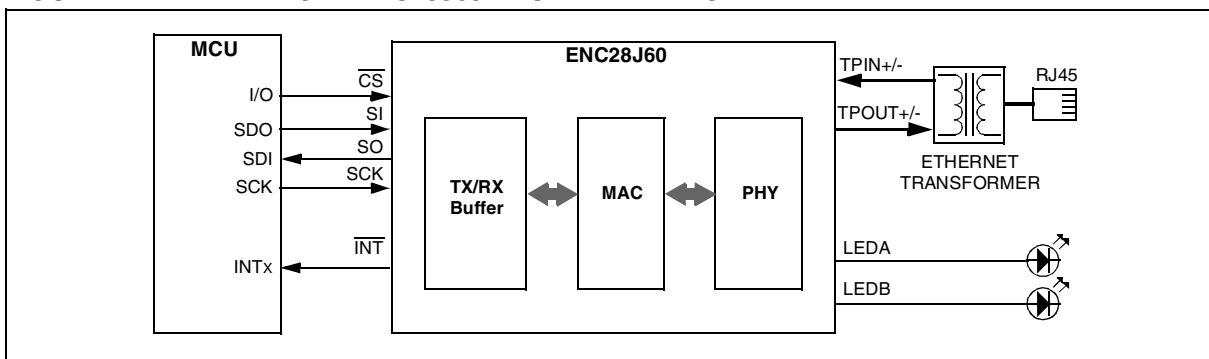 MCU
I/O
SDO
SDI
SCK
INTx
CS
SI
SO
SCK
INT
ENC28J60
TX/RX
Buffer
MAC
PHY
TPIN+/-
TPOUT+/-
RJ45
ETHERNET
TRANSFORMER
LEDA
LEDB